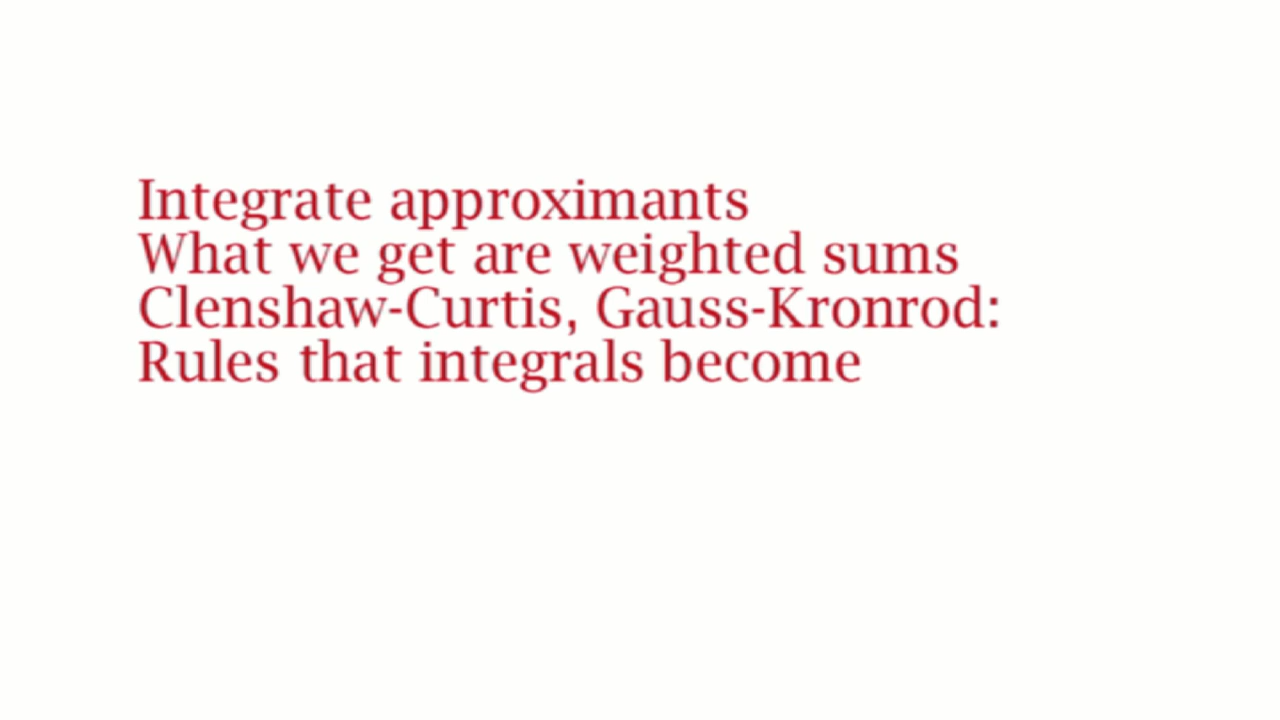 Integrate approximants
What we get are weighted sums
Clenshaw-Curtis, Gauss-Kronrod:
Rules that integrals become